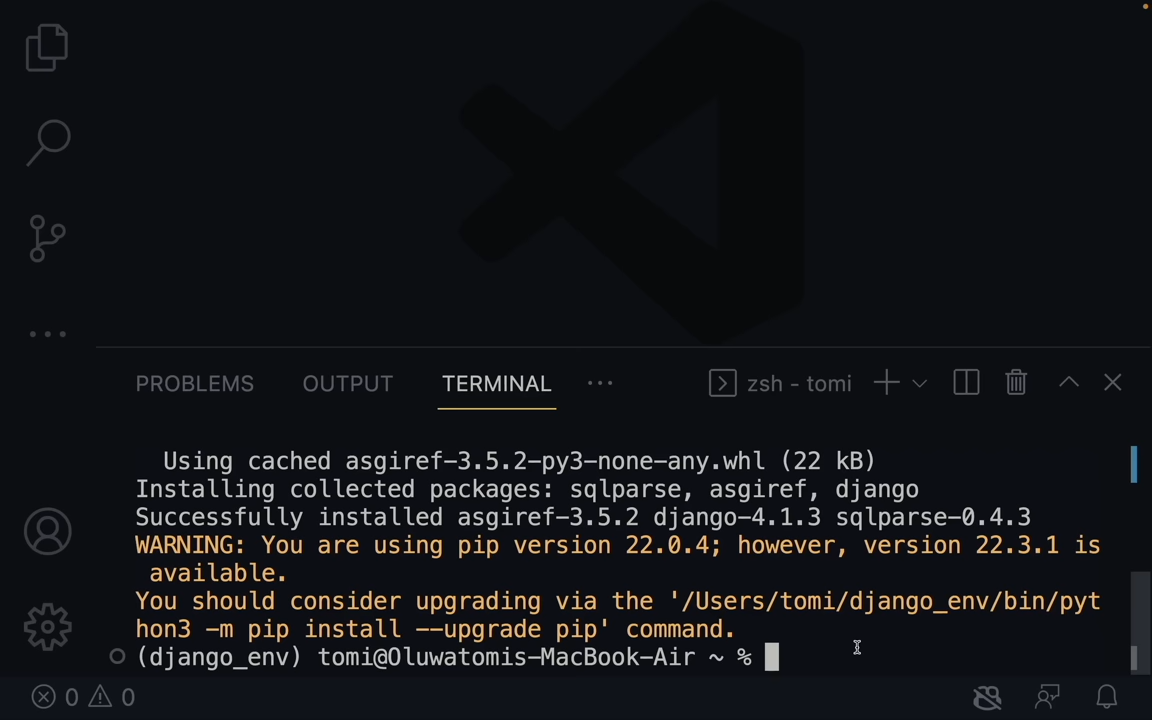 PROBLEMS OUTPUT TERMINAL ··· zsh - tomi
Using cached asgiref-3.5.2-py3-none-any.whl (22 kB)
Installing collected packages: sqlparse, asgiref, django
Successfully installed asgiref-3.5.2 django-4.1.3 sqlparse-0.4.3
WARNING: You are using pip version 22.0.4; however, version 22.3.1 is
available.
You should consider upgrading via the '/Users/tomi/django_env/bin/pyt
hon3 -m pip install --upgrade pip' command.
(django_env) tomi@Oluwatomis-MacBook-Air ~ %
0 0